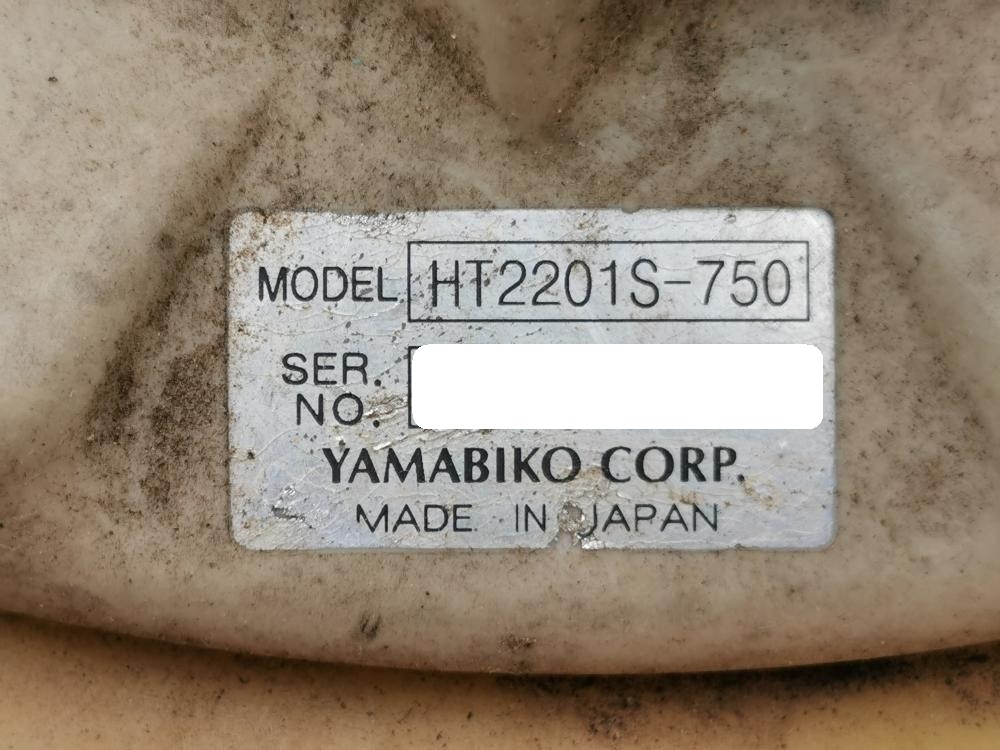 MODEL HT2201S-750
SER.
NO.
YAMABIKO CORP.
MADE IN JAPAN